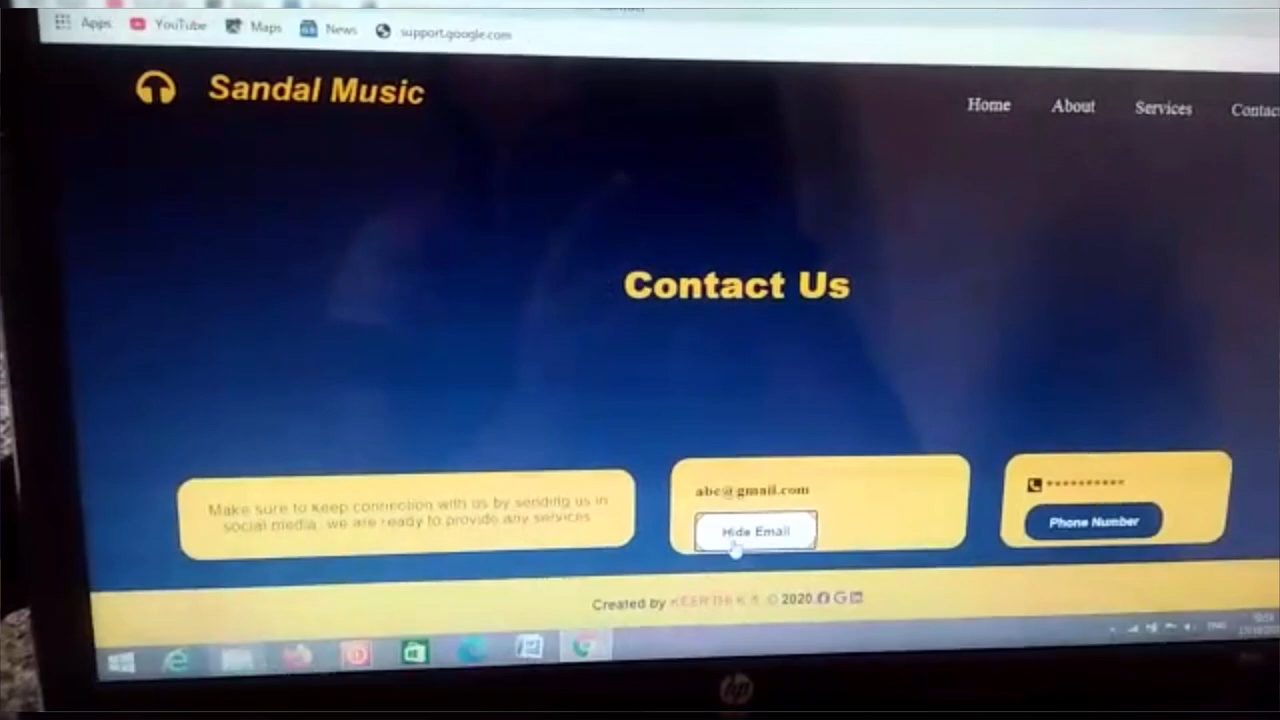 Apps YouTube Maps News support.google.com
Sandal Music
Home About Services Contac
Contact Us
Make sure to keep connection with us by sending us in
social media, we are ready to provide any services
abc@gmail.com
Hide Email
**********
Phone Number
Created by © 2020
hp